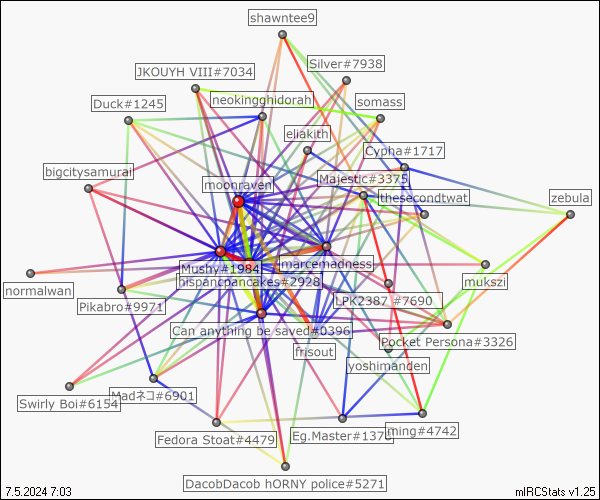 shawntee9
Silver#7938
JKOUYH VIII#7034
neokingghidorah
somass
Duck#1245
eliakith
Cypha#1717
bigcitysamurai
Majestic#3375
moonraven
thesecondtwat
zebula
marcemadness
Mushy#1984
hispancpancakes#2928
mukszi
normalwan
LPK2387 #7690
Pikabro#9971
Can anything be saved#0396
Pocket Persona#3326
frisout
yoshimanden
Madネコ#6901
Swirly Boi#6154
Fedora Stoat#4479
Eg.Master#137
ming#4742
DacobDacob hORNY police#5271
7.5.2024 7:03
mIRCStats v1.25